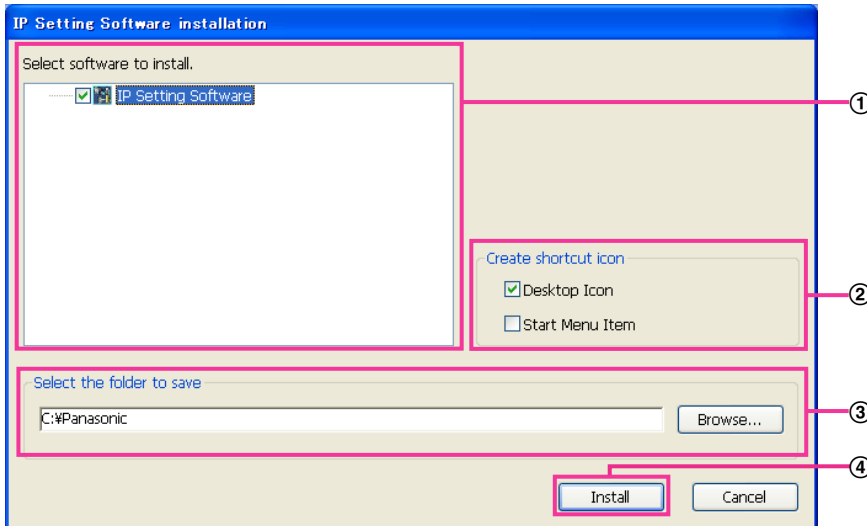 IP Setting Software installation
Select software to install.
IP Setting Software
①
Create shortcut icon
Desktop Icon
Start Menu Item
②
Select the folder to save
C:¥Panasonic
Browse...
③
④
Install
Cancel